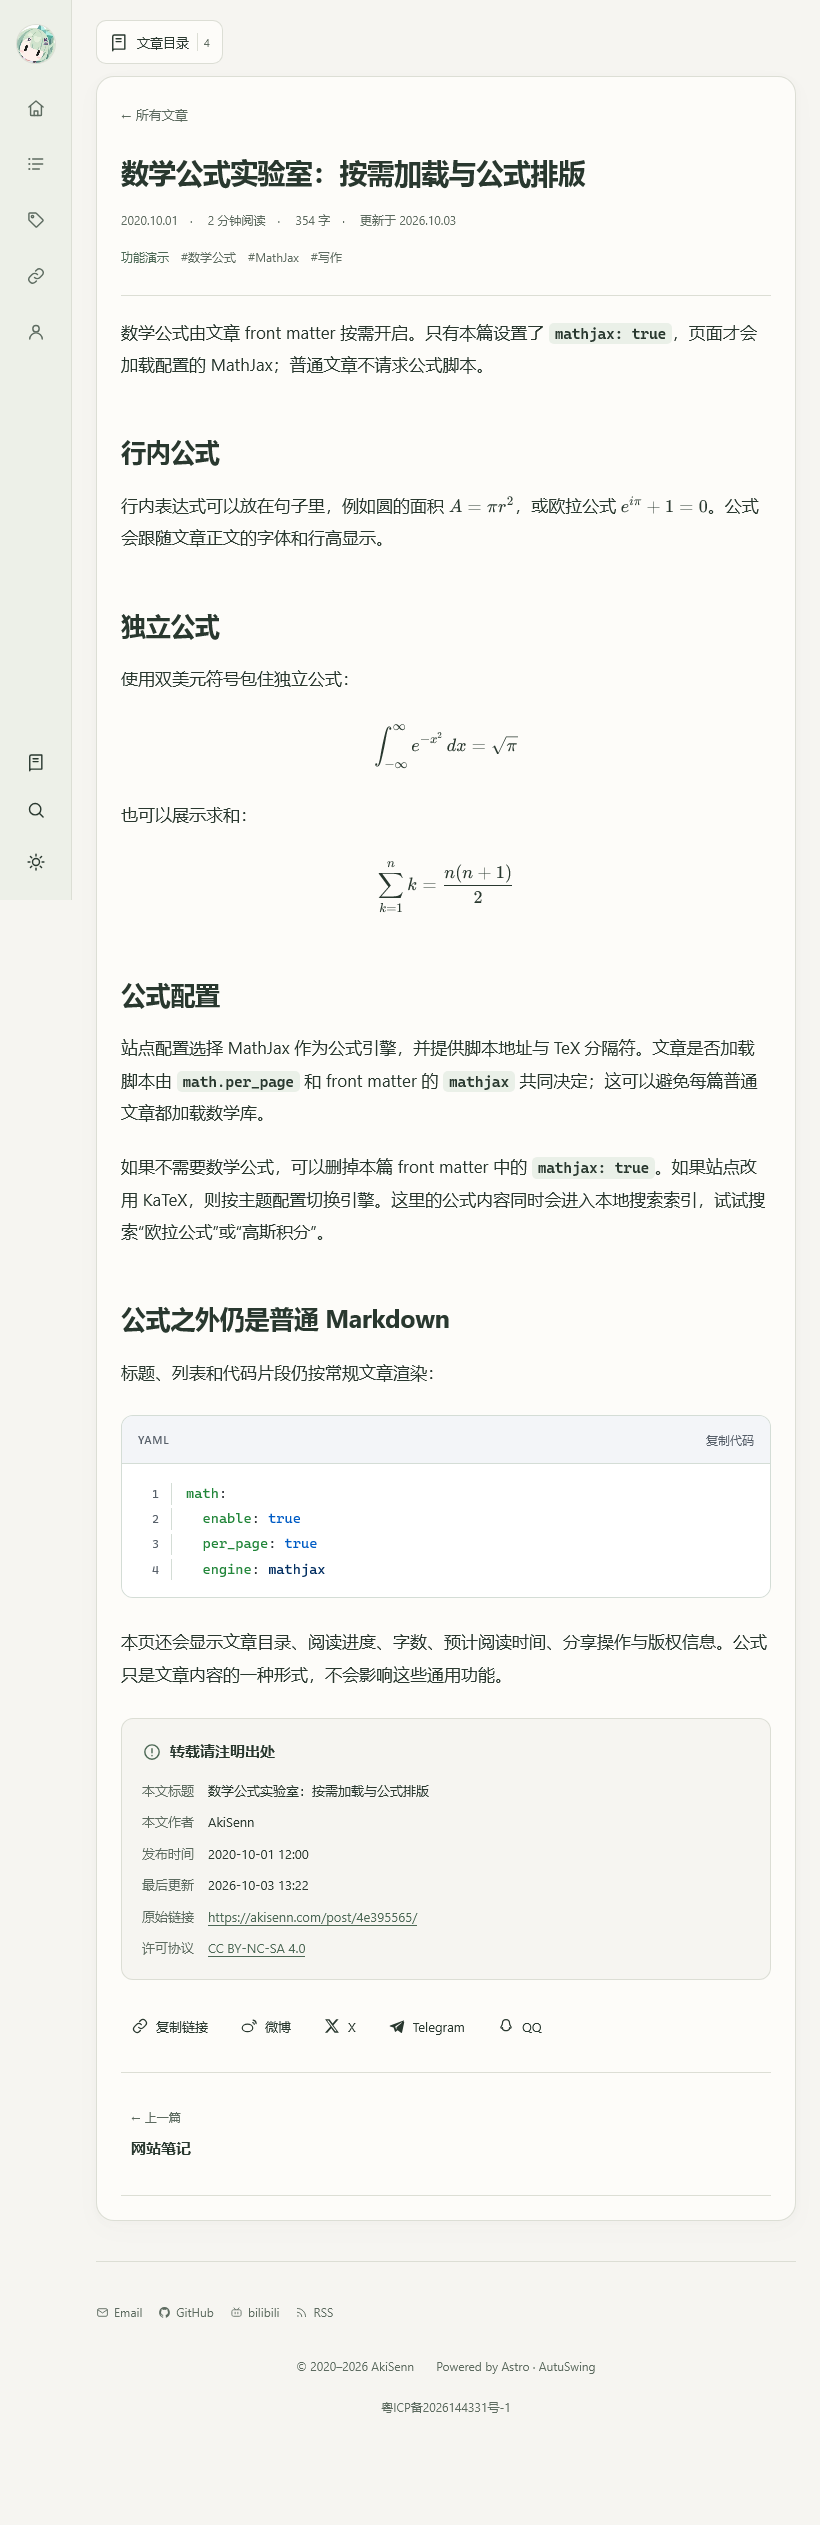 文章目录 4
← 所有文章
数学公式实验室：按需加载与公式排版
2020.10.01 · 2 分钟阅读 · 354 字 · 更新于 2026.10.03
功能演示 #数学公式 #MathJax #写作
数学公式由文章 front matter 按需开启。只有本篇设置了 mathjax: true，页面才会
加载配置的 MathJax；普通文章不请求公式脚本。
行内公式
行内表达式可以放在句子里，例如圆的面积 A = πr²，或欧拉公式 e^{iπ} + 1 = 0。公式
会跟随文章正文的字体和行高显示。
独立公式
使用双美元符号包住独立公式：
∫_{−∞}^{∞} e^{−x²} dx = √π
也可以展示求和：
∑_{k=1}^{n} k = n(n + 1)/2
公式配置
站点配置选择 MathJax 作为公式引擎，并提供脚本地址与 TeX 分隔符。文章是否加载
脚本由 math.per_page 和 front matter 的 mathjax 共同决定；这可以避免每篇普通
文章都加载数学库。
如果不需要数学公式，可以删掉本篇 front matter 中的 mathjax: true。如果站点改
用 KaTeX，则按主题配置切换引擎。这里的公式内容同时会进入本地搜索索引，试试搜
索“欧拉公式”或“高斯积分”。
公式之外仍是普通 Markdown
标题、列表和代码片段仍按常规文章渲染：
YAML 复制代码
1 math:
2   enable: true
3   per_page: true
4   engine: mathjax
本页还会显示文章目录、阅读进度、字数、预计阅读时间、分享操作与版权信息。公式
只是文章内容的一种形式，不会影响这些通用功能。
转载请注明出处
本文标题 数学公式实验室：按需加载与公式排版
本文作者 AkiSenn
发布时间 2020-10-01 12:00
最后更新 2026-10-03 13:22
原始链接 https://akisenn.com/post/4e395565/
许可协议 CC BY-NC-SA 4.0
复制链接 微博 X Telegram QQ
← 上一篇
网站笔记
Email GitHub bilibili RSS
© 2020–2026 AkiSenn Powered by Astro · AutuSwing
粤ICP备2026144331号-1